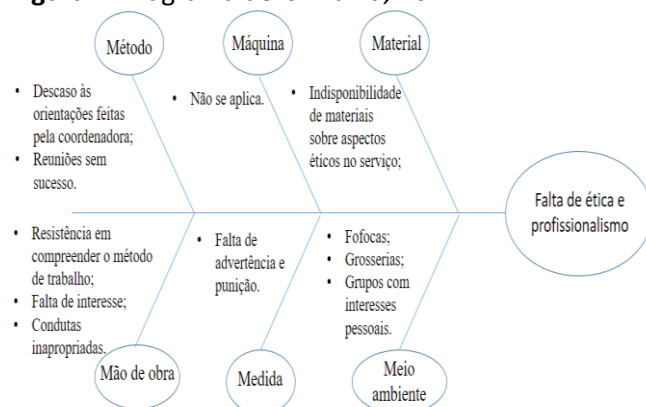 Método
Máquina
Material
• Descaso às
orientações feitas
pela coordenadora;
• Reuniões sem
sucesso.
• Não se aplica.
• Indisponibilidade
de materiais
sobre aspectos
éticos no serviço;
Falta de ética e
profissionalismo
• Resistência em
compreender o método
de trabalho;
• Falta de interesse;
• Condutas
inapropriadas.
• Falta de
advertência e
punição.
• Fofocas;
• Grosserias;
• Grupos com
interesses
pessoais.
Mão de obra
Medida
Meio
ambiente